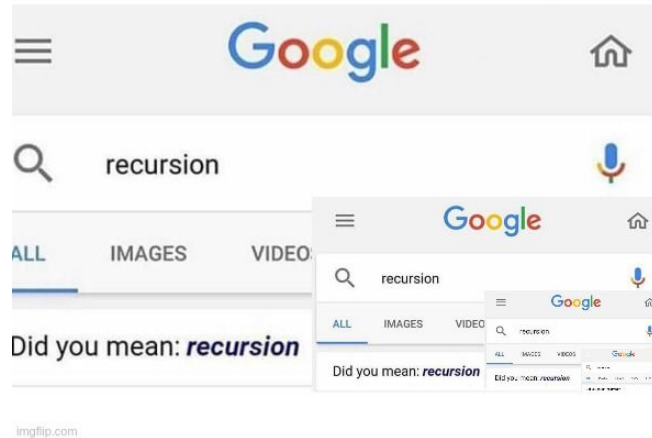 Google
recursion
ALL IMAGES VIDEO
Did you mean: recursion
Google
recursion
ALL IMAGES VIDEO
Did you mean: recursion
Google
recursion
ALL IMAGES VIDEOS
Did you mean: recursion
Google
imgflip.com